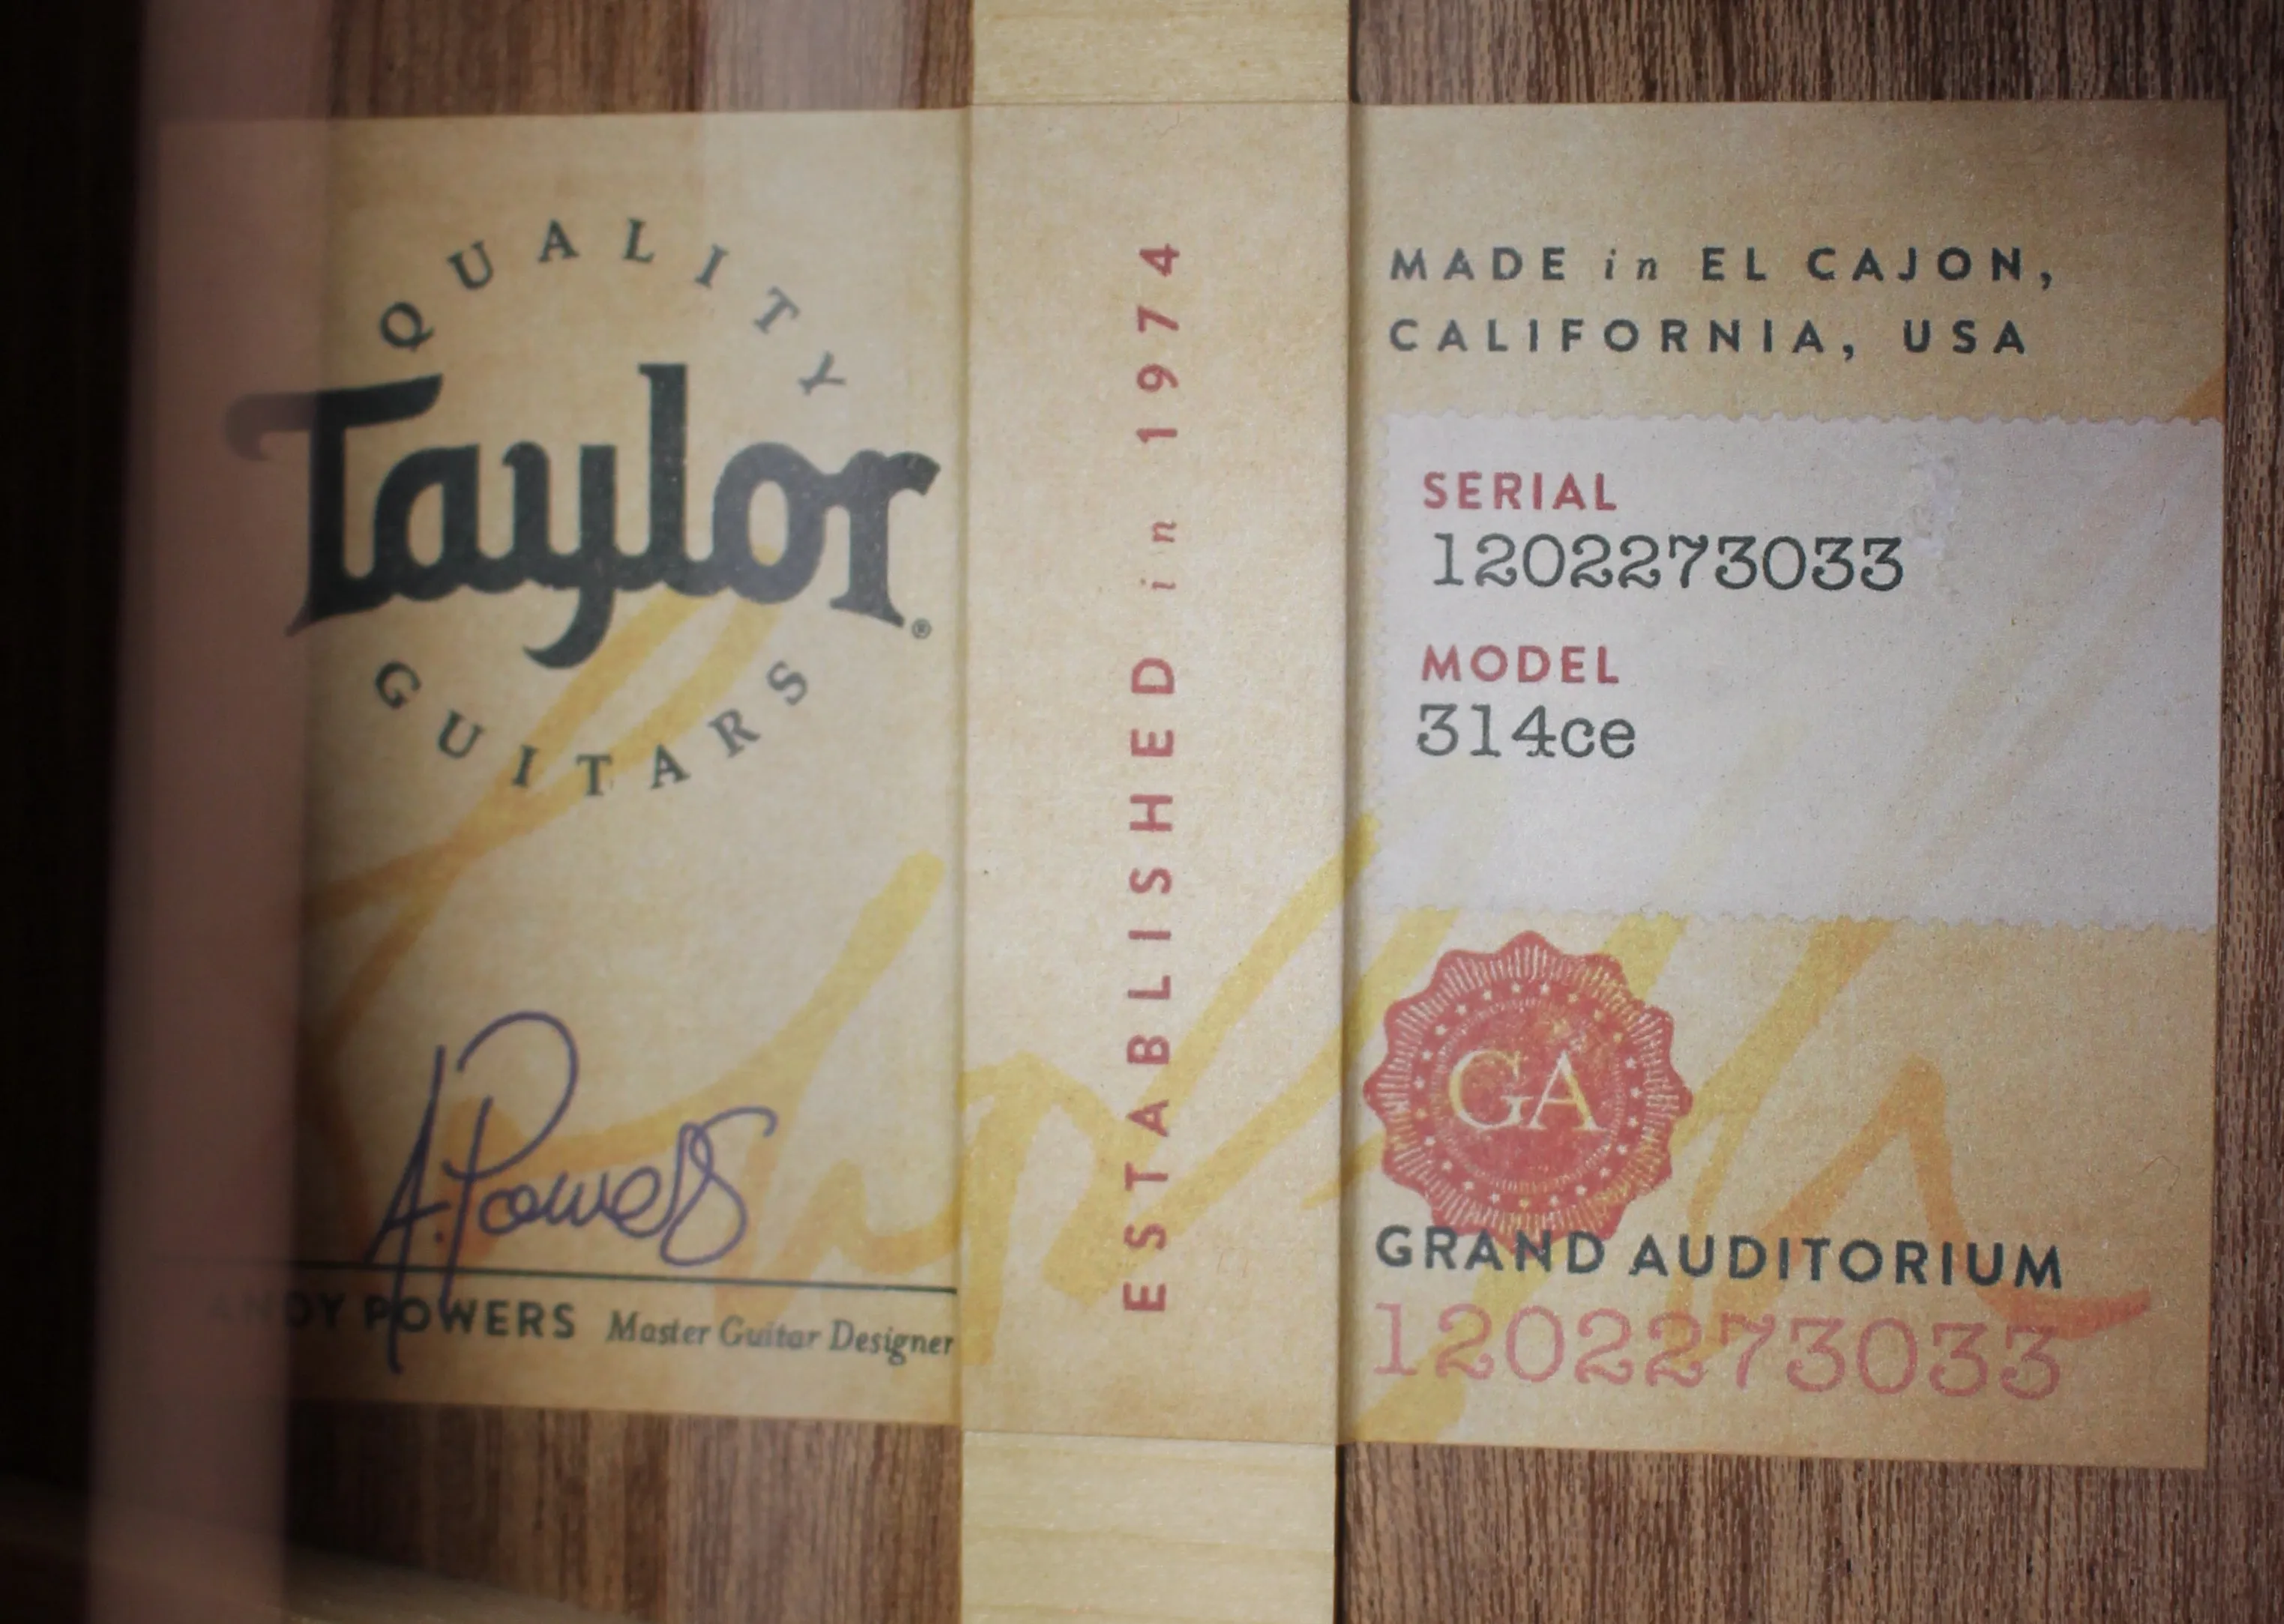 QUALITY
Taylor®
GUITARS
A. Powers
ANDY POWERS Master Guitar Designer
ESTABLISHED in 1974
MADE in EL CAJON,
CALIFORNIA, USA
SERIAL
1202273033
MODEL
314ce
GA
GRAND AUDITORIUM
1202273033